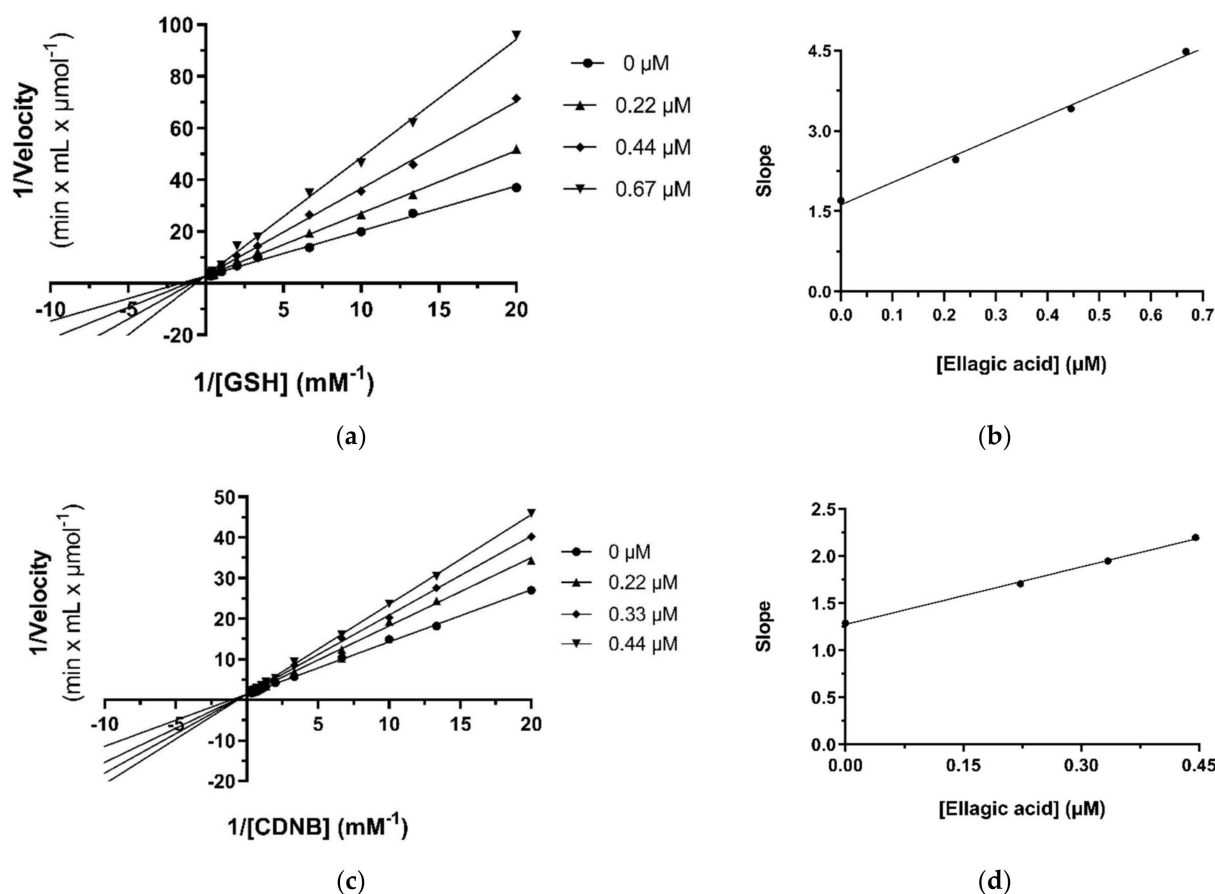 1/Velocity
(min x mL x µmol⁻¹)
100
80
60
40
20
-20
-10
-5
5
10
15
20
1/[GSH] (mM⁻¹)
0 µM
0.22 µM
0.44 µM
0.67 µM
(a)
Slope
4.5
3.0
1.5
0.0
0.0
0.1
0.2
0.3
0.4
0.5
0.6
0.7
[Ellagic acid] (µM)
(b)
1/Velocity
(min x mL x µmol⁻¹)
50
40
30
20
10
-10
-20
-10
-5
5
10
15
20
1/[CDNB] (mM⁻¹)
0 µM
0.22 µM
0.33 µM
0.44 µM
(c)
Slope
2.5
2.0
1.5
1.0
0.5
0.0
0.00
0.15
0.30
0.45
[Ellagic acid] (µM)
(d)